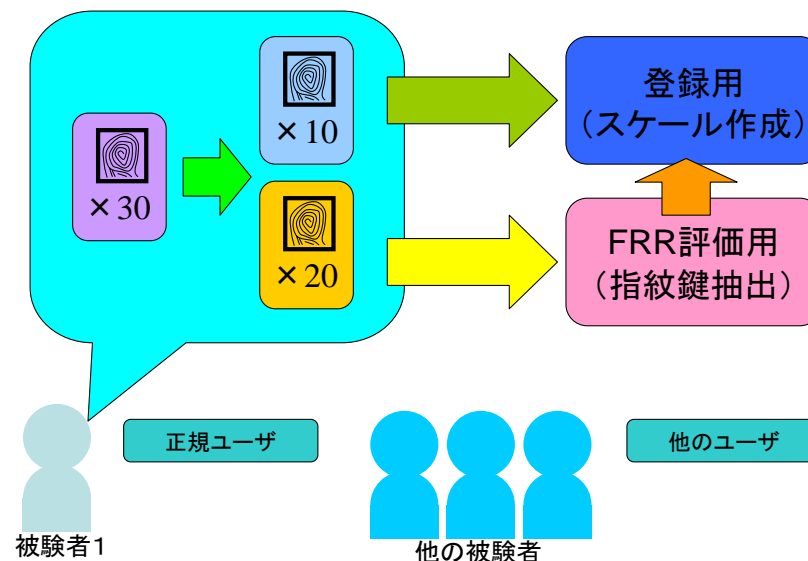 ×30
×10
×20
登録用
(スケール作成)
FRR評価用
(指紋鍵抽出)
正規ユーザ
他のユーザ
被験者1
他の被験者